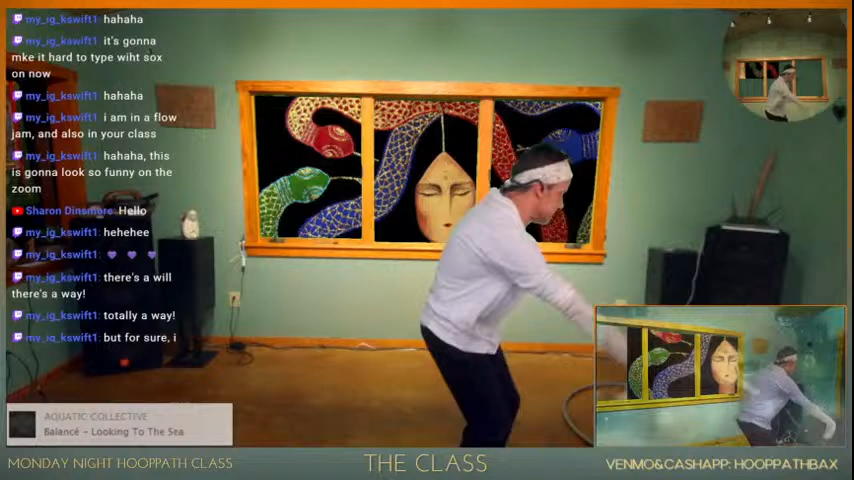 my_ig_kswift1: hahaha
my_ig_kswift1: it's gonna
mke it hard to type wiht sox
on now
my_ig_kswift1 hahaha
my_ig_kswift1 i am in a flow
jam, and also in your class
my_ig_kswift1 hahaha, this
is gonna look so funny on the
zoom
Sharon Dinsmore: Hello
my_ig_kswift1: hehehee
my_ig_kswift1: 💜 💜 💜
my_ig_kswift1: there's a will
there's a way!
my_ig_kswift1: totally a way!
my_ig_kswift1: but for sure, i
AQUATIC COLLECTIVE
Balancé – Looking To The Sea
MONDAY NIGHT HOOPPATH CLASS
THE CLASS
VENMO&CASHAPP: HOOPPATHBAX